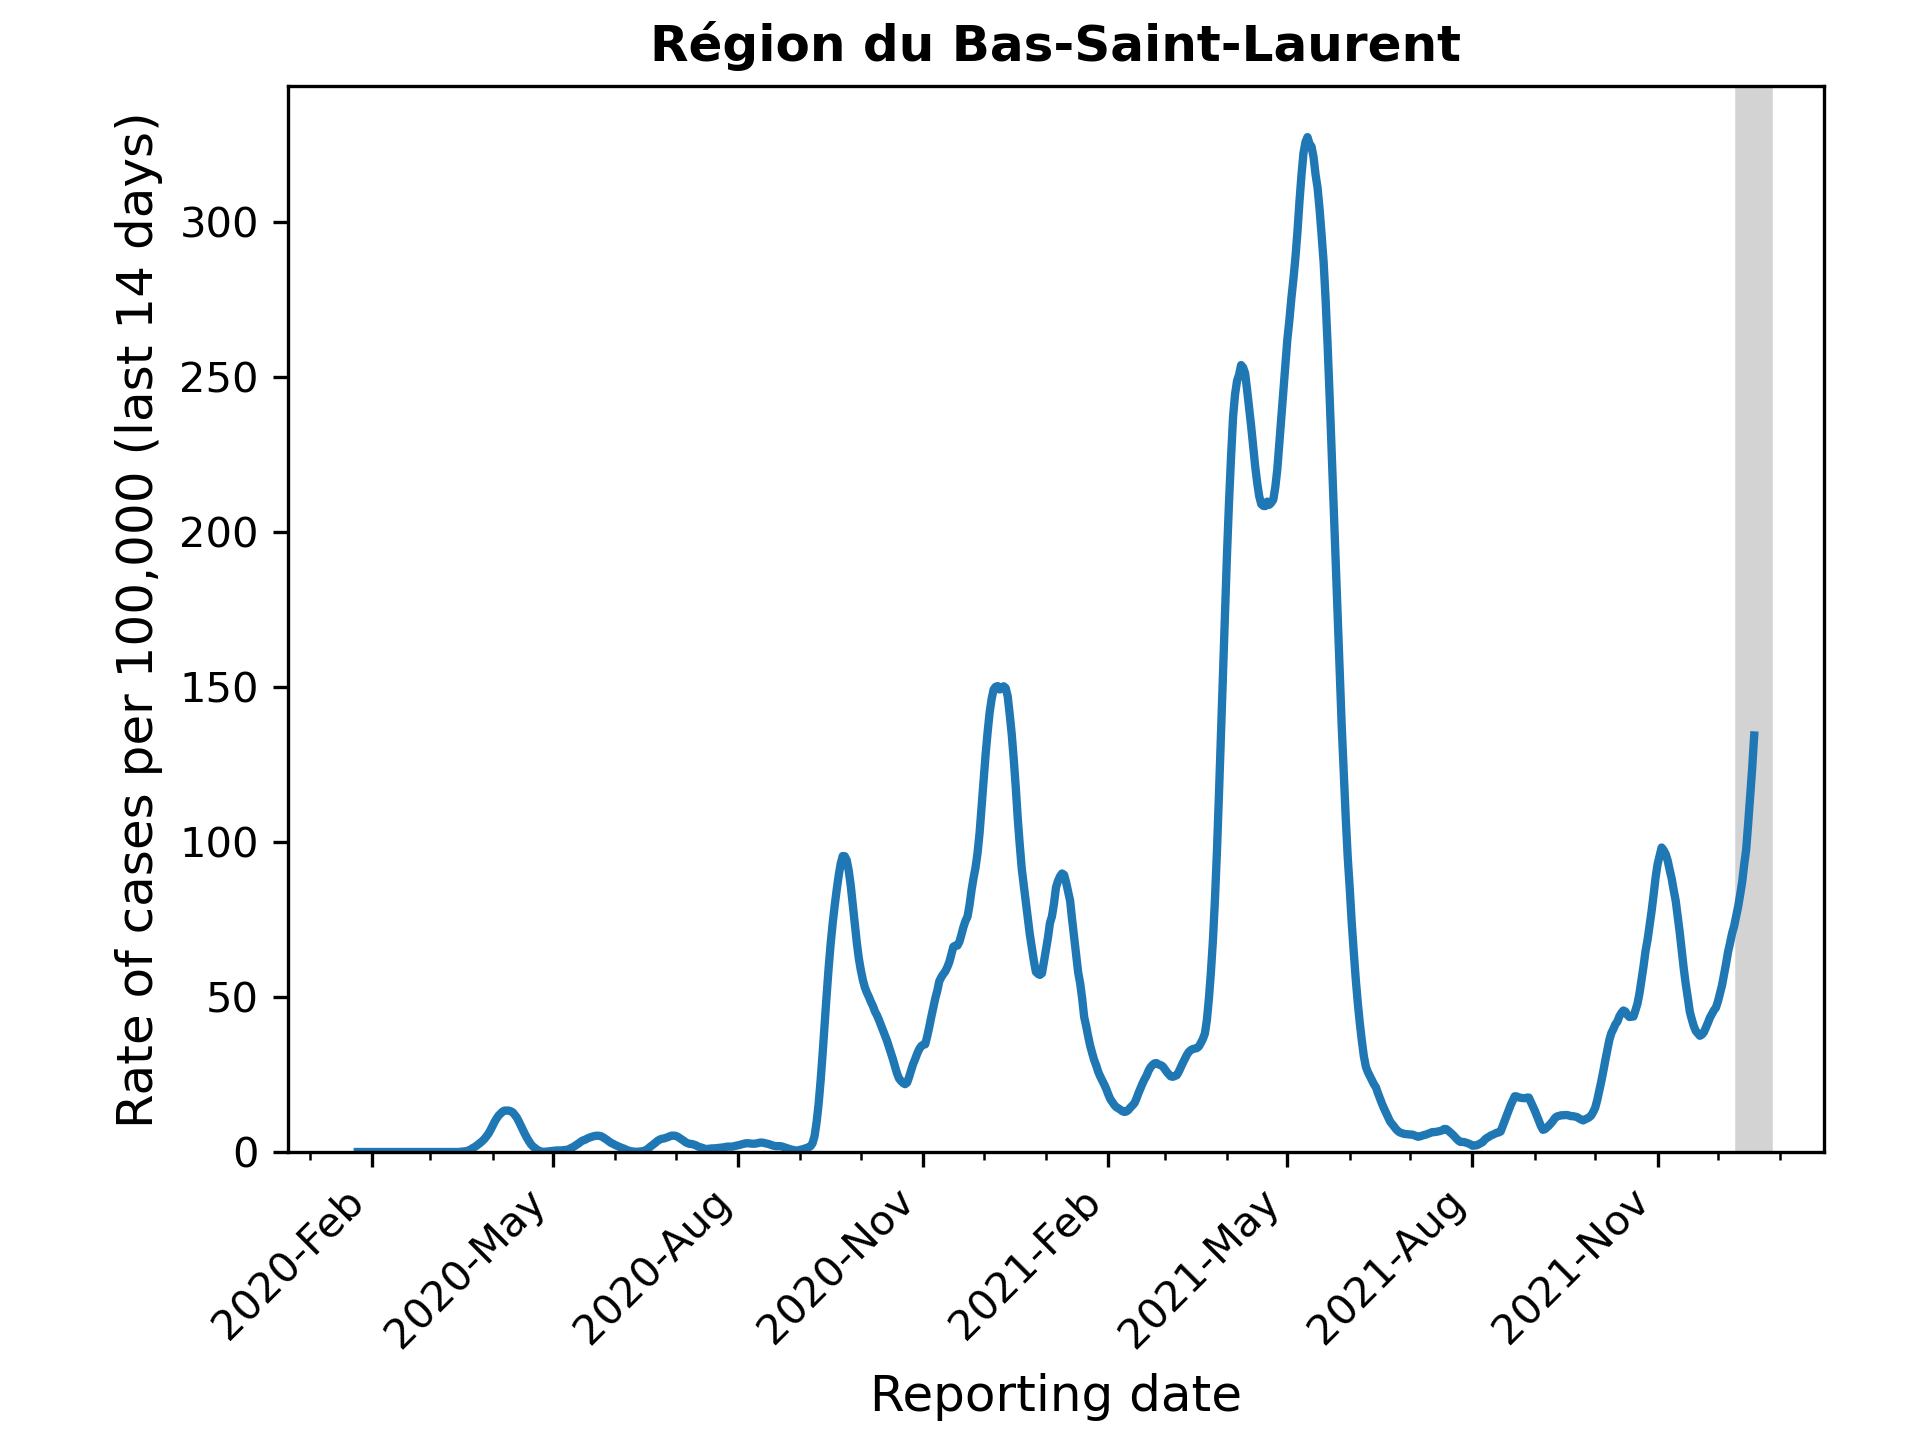 Région du Bas-Saint-Laurent
Rate of cases per 100,000 (last 14 days)
300
250
200
150
100
50
0
2020-Feb
2020-May
2020-Aug
2020-Nov
2021-Feb
2021-May
2021-Aug
2021-Nov
Reporting date